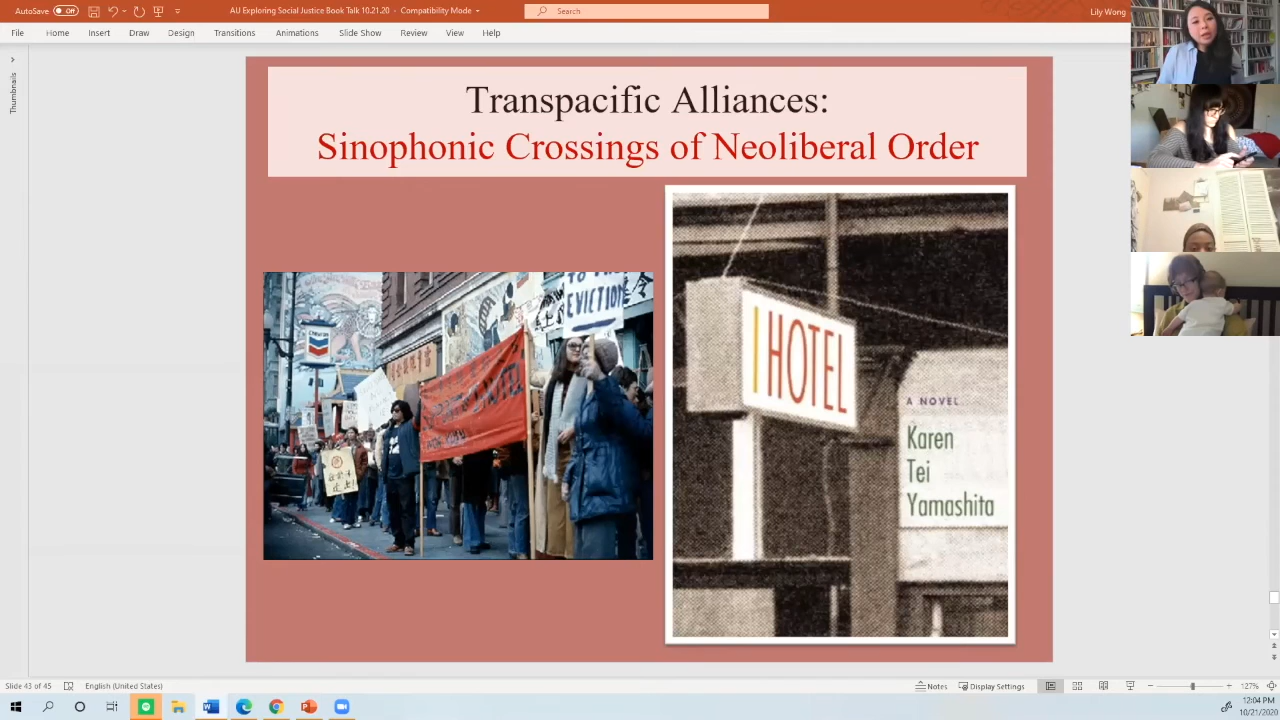 AutoSave Off
AU Exploring Social Justice Book Talk 10.21.20 - Compatibility Mode
Search
Lily Wong
File Home Insert Draw Design Transitions Animations Slide Show Review View Help
Thumbnails
Transpacific Alliances:
Sinophonic Crossings of Neoliberal Order
EVICTION
I HOTEL
A NOVEL
Karen
Tei
Yamashita
Slide 43 of 45 English (United States) Notes Display Settings 127%
12:04 PM
10/21/2020